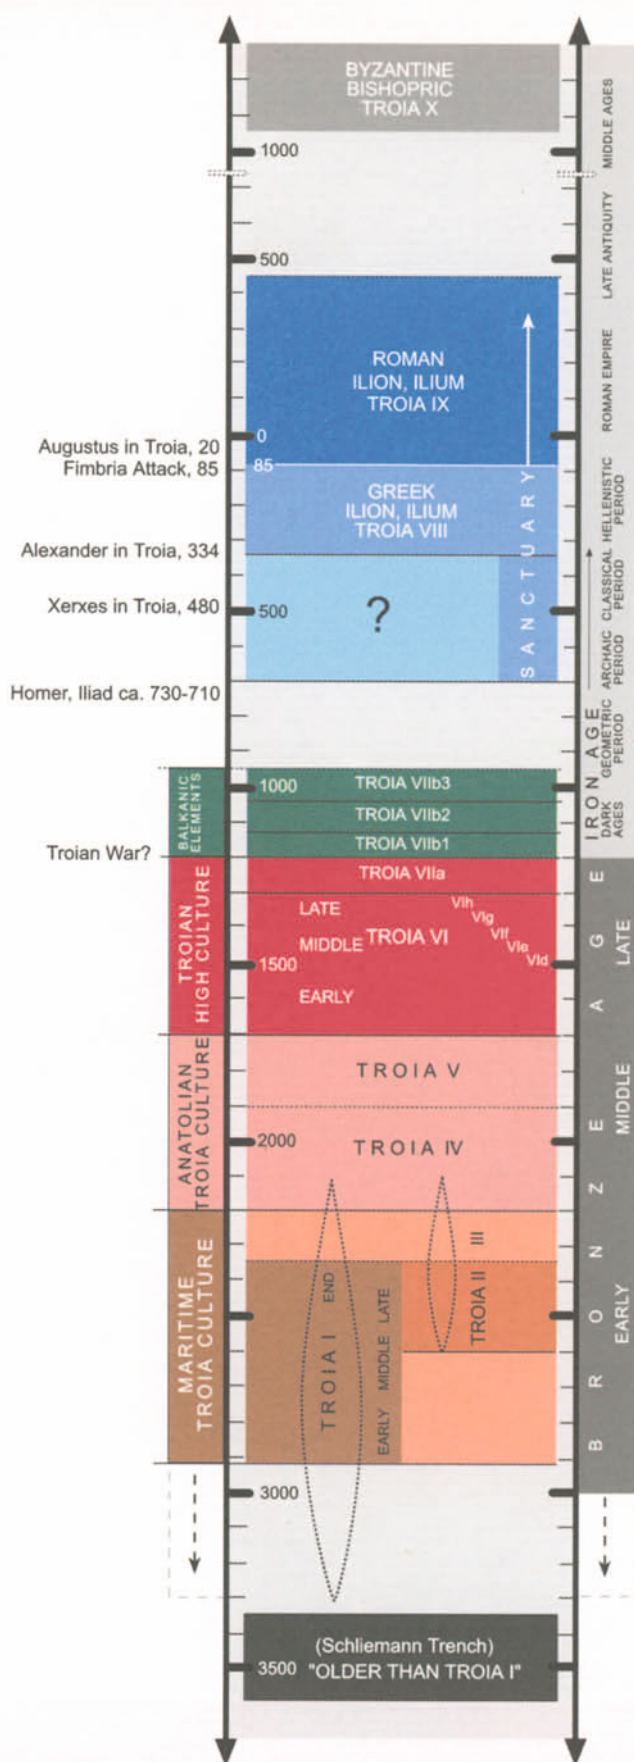 BYZANTINE
BISHOPRIC
TROIA X
1000
500
ROMAN
ILION, ILIUM
TROIA IX
0
Augustus in Troia, 20
Fimbria Attack, 85
85
GREEK
ILION, ILIUM
TROIA VIII
Alexander in Troia, 334
Xerxes in Troia, 480
500
?
SANCTUARY
Homer, Iliad ca. 730-710
BALKANIC
ELEMENTS
1000
TROIA VIIb3
TROIA VIIb2
TROIA VIIb1
Troian War?
TROIAN
HIGH CULTURE
TROIA VIIa
LATE
MIDDLE
EARLY
TROIA VI
VIh
VIg
VIf
VIe
VId
1500
ANATOLIAN
TROIA CULTURE
TROIA V
2000
TROIA IV
MARITIME
TROIA CULTURE
III
TROIA II
TROIA I
END
EARLY MIDDLE LATE
3000
(Schliemann Trench)
3500 "OLDER THAN TROIA I"
MIDDLE AGES
LATE ANTIQUITY
ROMAN EMPIRE
HELLENISTIC
PERIOD
CLASSICAL
PERIOD
ARCHAIC
PERIOD
GEOMETRIC
PERIOD
DARK
AGES
IRON AGE
BRONZE AGE
LATE
MIDDLE
EARLY